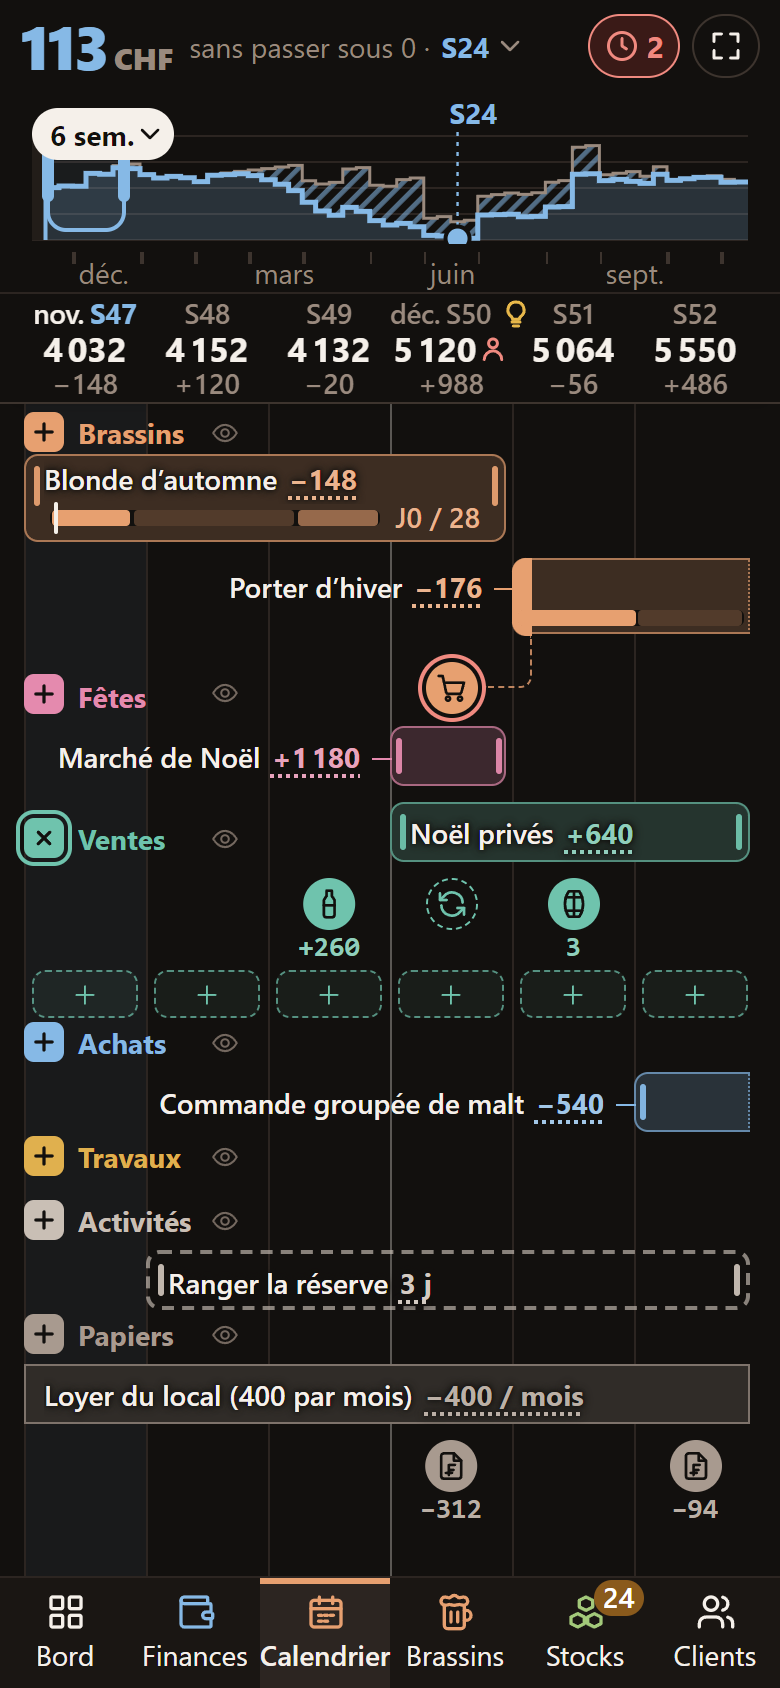 113 CHF sans passer sous 0 · S24
2
S24
6 sem.
déc. mars juin sept.
nov. S47 S48 S49 déc. S50 S51 S52
4 032 4 152 4 132 5 120 5 064 5 550
−148 +120 −20 +988 −56 +486
Brassins
Blonde d’automne −148
J0 / 28
Porter d’hiver −176
Fêtes
Marché de Noël +1 180
Ventes
Noël privés +640
+260 3
Achats
Commande groupée de malt −540
Travaux
Activités
Ranger la réserve 3 j
Papiers
Loyer du local (400 par mois) −400 / mois
−312 −94
24
Bord Finances Calendrier Brassins Stocks Clients